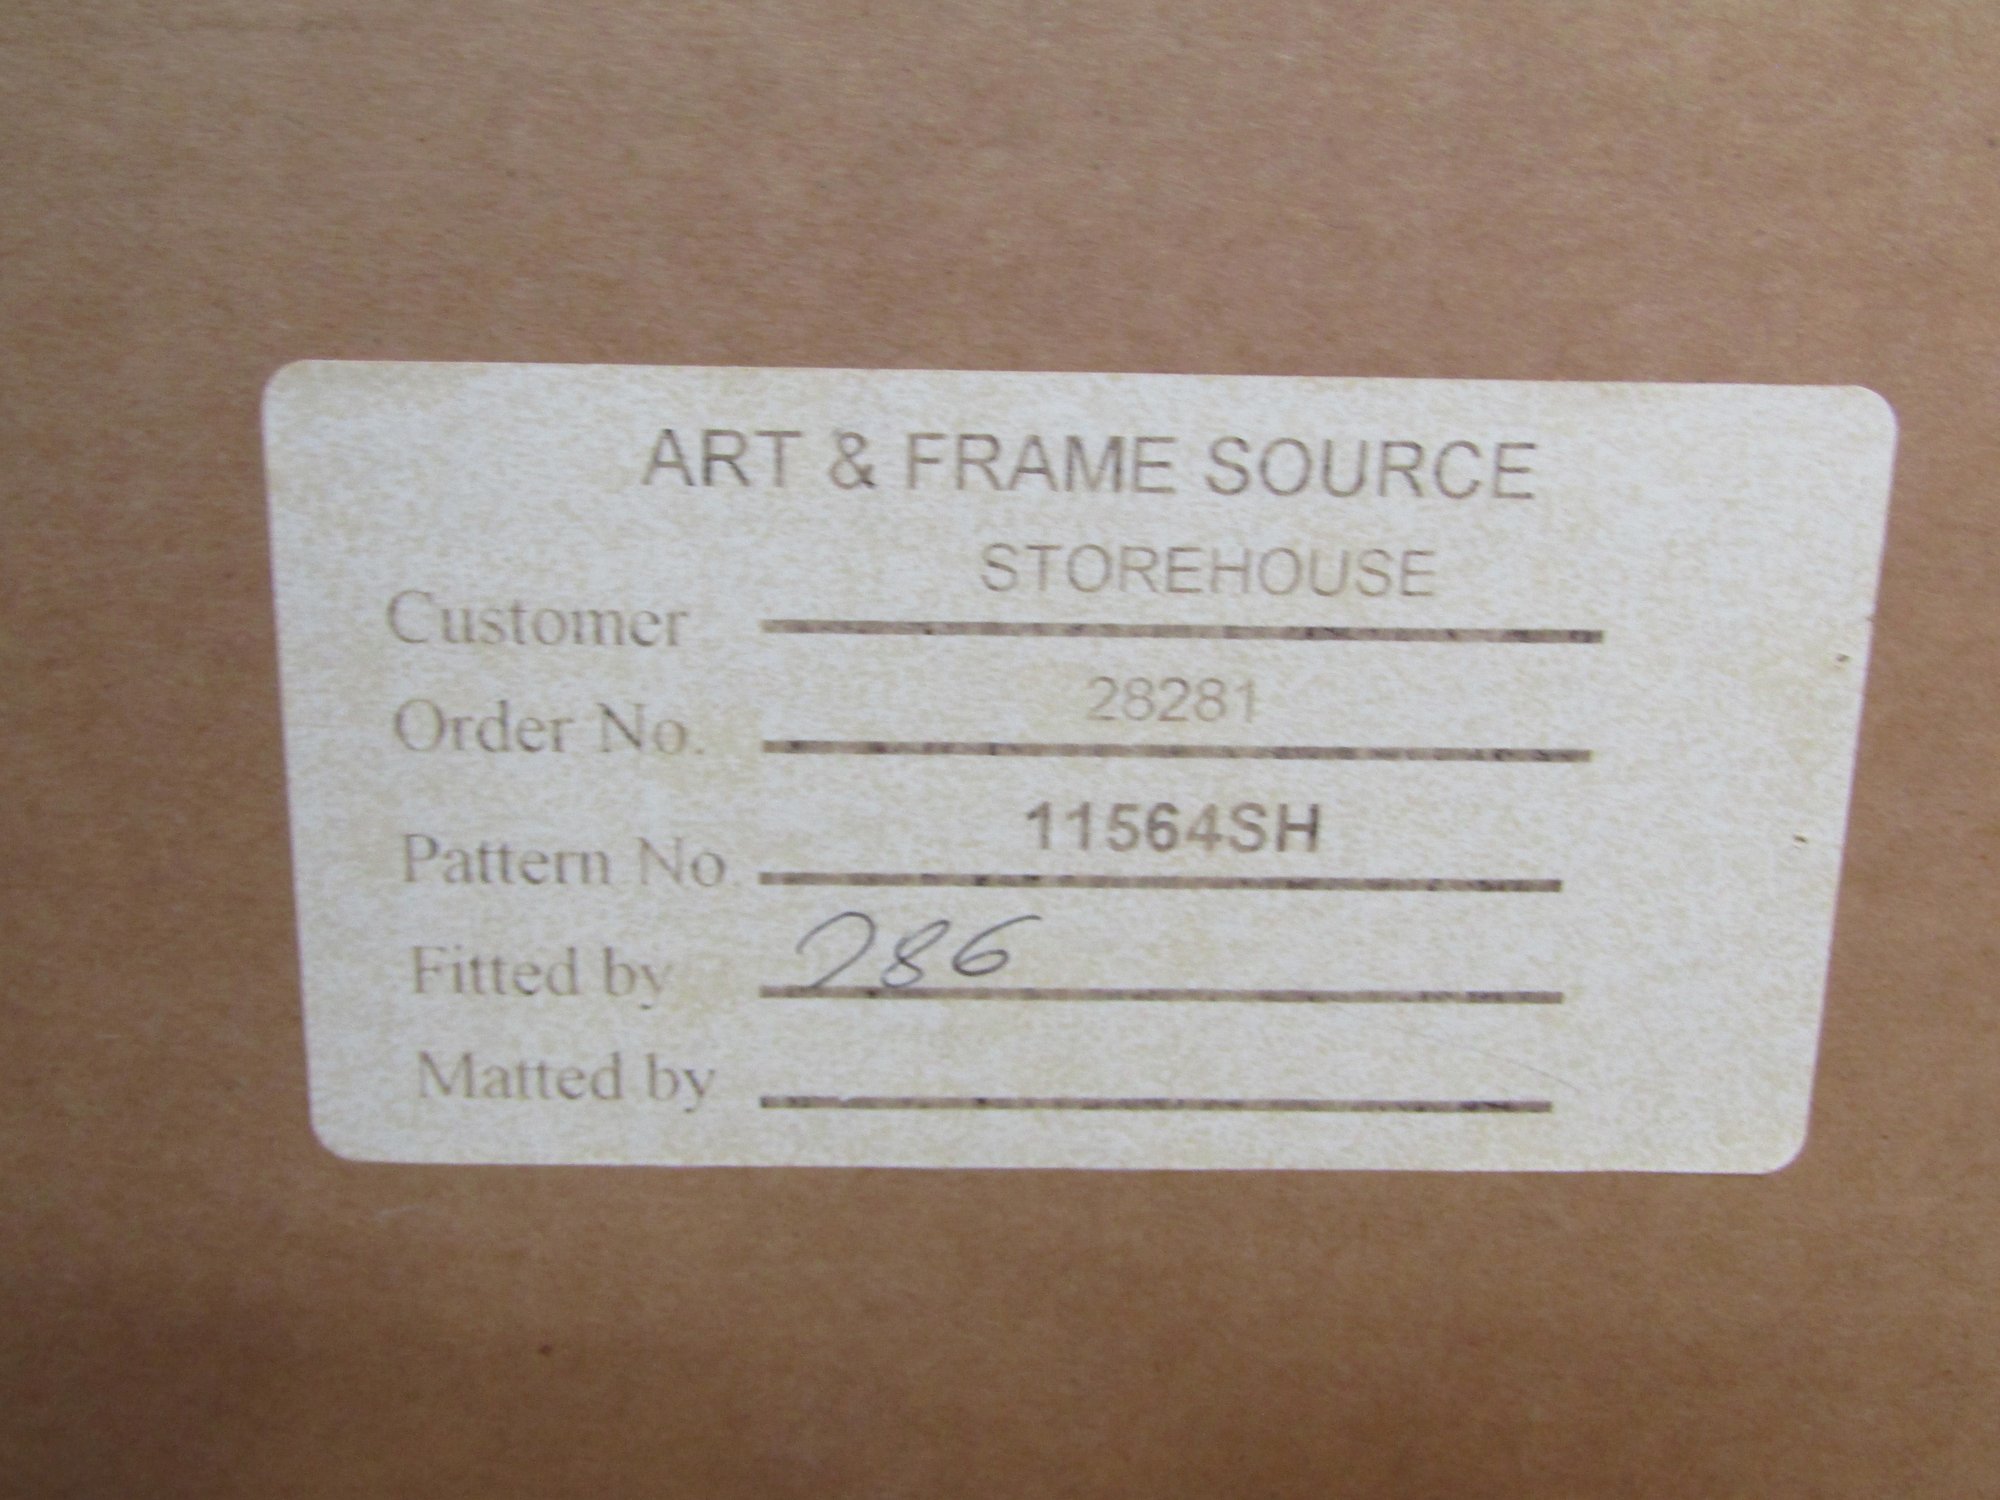 ART & FRAME SOURCE
Customer STOREHOUSE
Order No. 28281
Pattern No 11564SH
Fitted by 286
Matted by